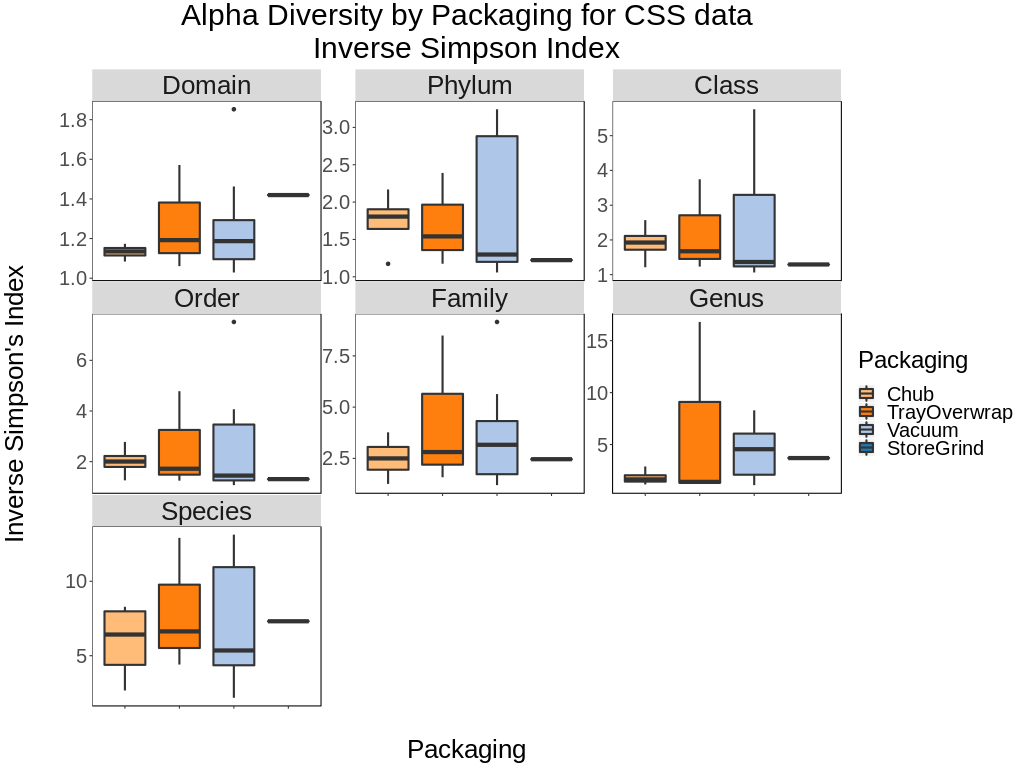 Alpha Diversity by Packaging for CSS data
Inverse Simpson Index
Domain
Phylum
Class
1.8
1.6
1.4
1.2
1.0
3.0
2.5
2.0
1.5
1.0
5
4
3
2
1
Order
Family
Genus
6
4
2
7.5
5.0
2.5
15
10
5
Species
10
5
Inverse Simpson's Index
Packaging
Packaging
Chub
TrayOverwrap
Vacuum
StoreGrind